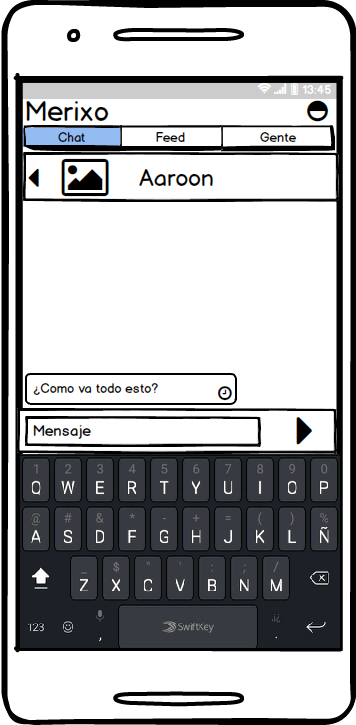 13:45
Merixo
Chat Feed Gente
Aaroon
¿Como va todo esto?
Mensaje
1 2 3 4 5 6 7 8 9 0
Q W E R T Y U I O P
@ # & * - + = ( ) %
A S D F G H J K L Ñ
_ $ " ' : ; /
Z X C V B N M
123 , SwiftKey .